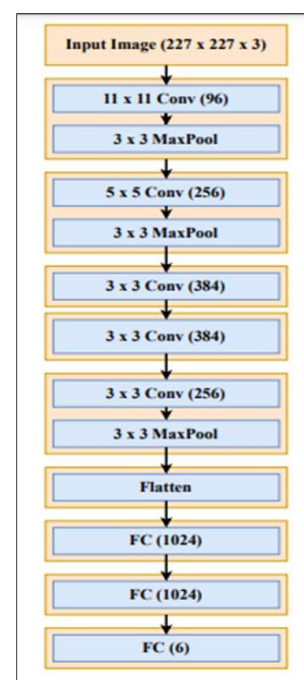 Input Image (227 x 227 x 3)
11 x 11 Conv (96)
3 x 3 MaxPool
5 x 5 Conv (256)
3 x 3 MaxPool
3 x 3 Conv (384)
3 x 3 Conv (384)
3 x 3 Conv (256)
3 x 3 MaxPool
Flatten
FC (1024)
FC (1024)
FC (6)